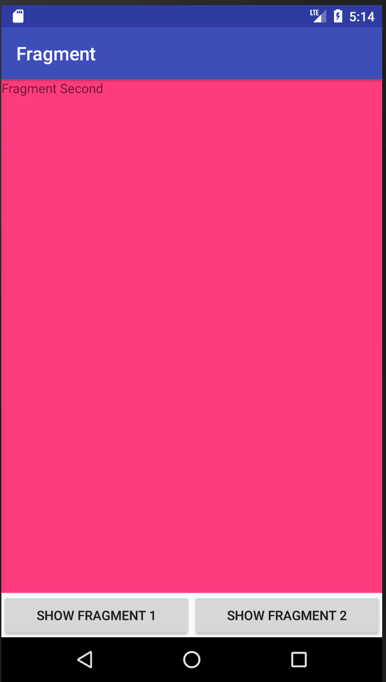 LTE 5:14
Fragment
Fragment Second
SHOW FRAGMENT 1 SHOW FRAGMENT 2